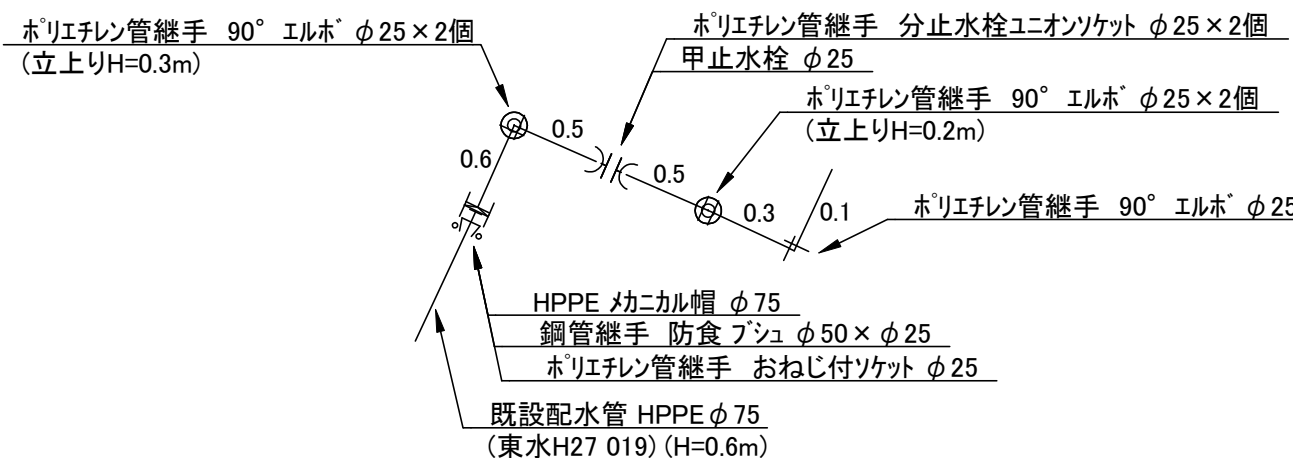 ポリエチレン管継手 90° エルボ φ25×2個
(立上りH=0.3m)
ポリエチレン管継手 分止水栓ユニオンソケット φ25×2個
甲止水栓 φ25
ポリエチレン管継手 90° エルボ φ25×2個
(立上りH=0.2m)
0.5
0.6
0.5
0.3
0.1
ポリエチレン管継手 90° エルボ φ25
HPPE メカニカル帽 φ75
鋼管継手 防食 ブシュ φ50×φ25
ポリエチレン管継手 おねじ付ソケット φ25
既設配水管 HPPEφ75
(東水H27 019) (H=0.6m)